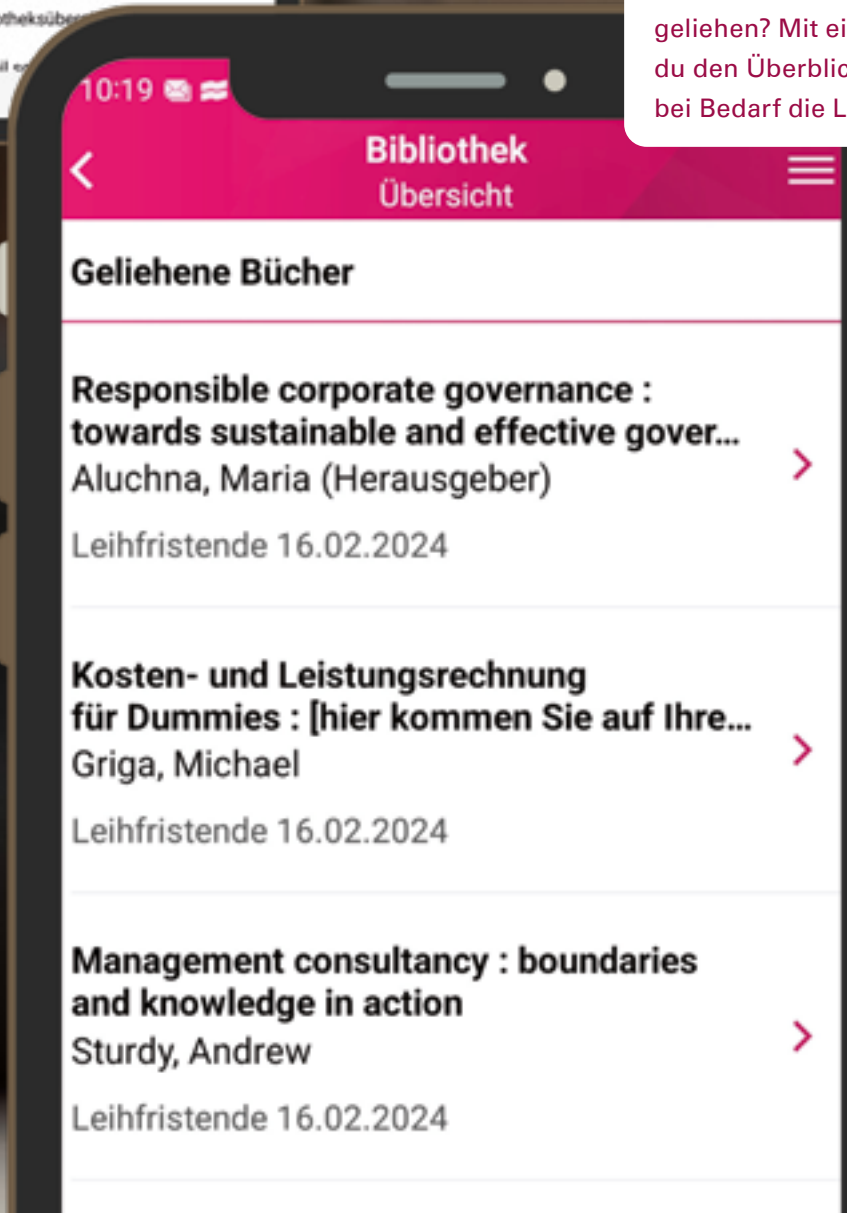 geliehen? Mit
du den
bei Bedarf die
10:19
Bibliothek
Übersicht
Geliehene Bücher
Responsible corporate governance :
towards sustainable and effective gover...
Aluchna, Maria (Herausgeber)
Leihfristende 16.02.2024
Kosten- und Leistungsrechnung
für Dummies : [hier kommen Sie auf Ihre...
Griga, Michael
Leihfristende 16.02.2024
Management consultancy : boundaries
and knowledge in action
Sturdy, Andrew
Leihfristende 16.02.2024